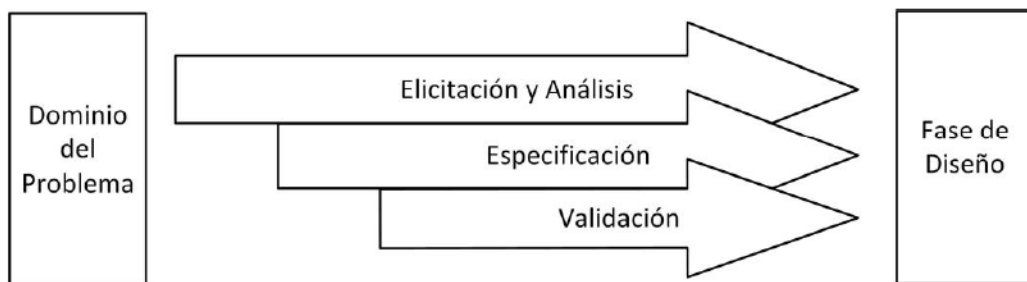 Dominio
del
Problema
Elicitación y Análisis
Especificación
Validación
Fase de
Diseño